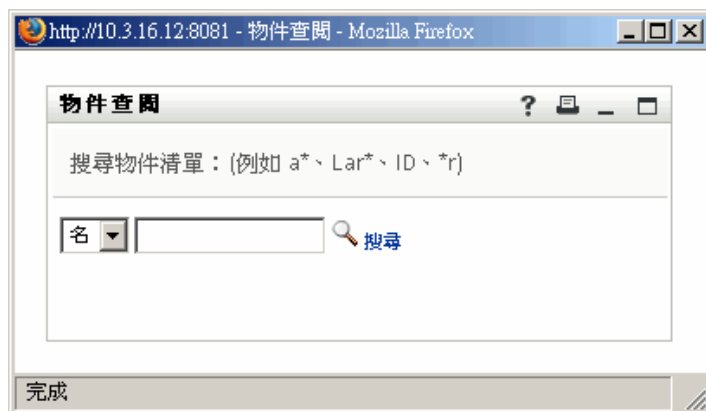 http://10.3.16.12:8081 - 物件查閱 - Mozilla Firefox
物件查閱 ?
搜尋物件清單：(例如 a*、Lar*、ID、*r)
名 搜尋
完成